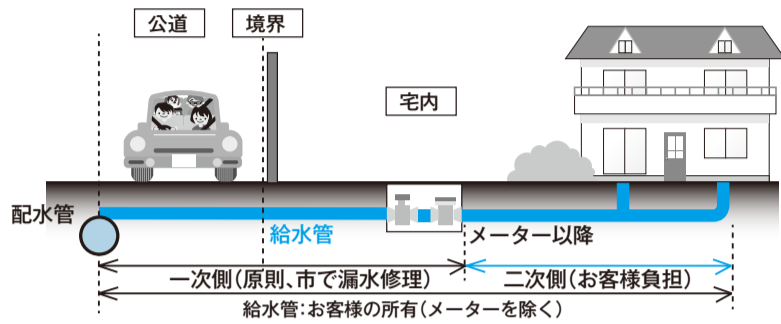 公道
境界
宅内
配水管
給水管
メーター以降
一次側(原則、市で漏水修理)
二次側(お客様負担)
給水管:お客様の所有(メーターを除く)